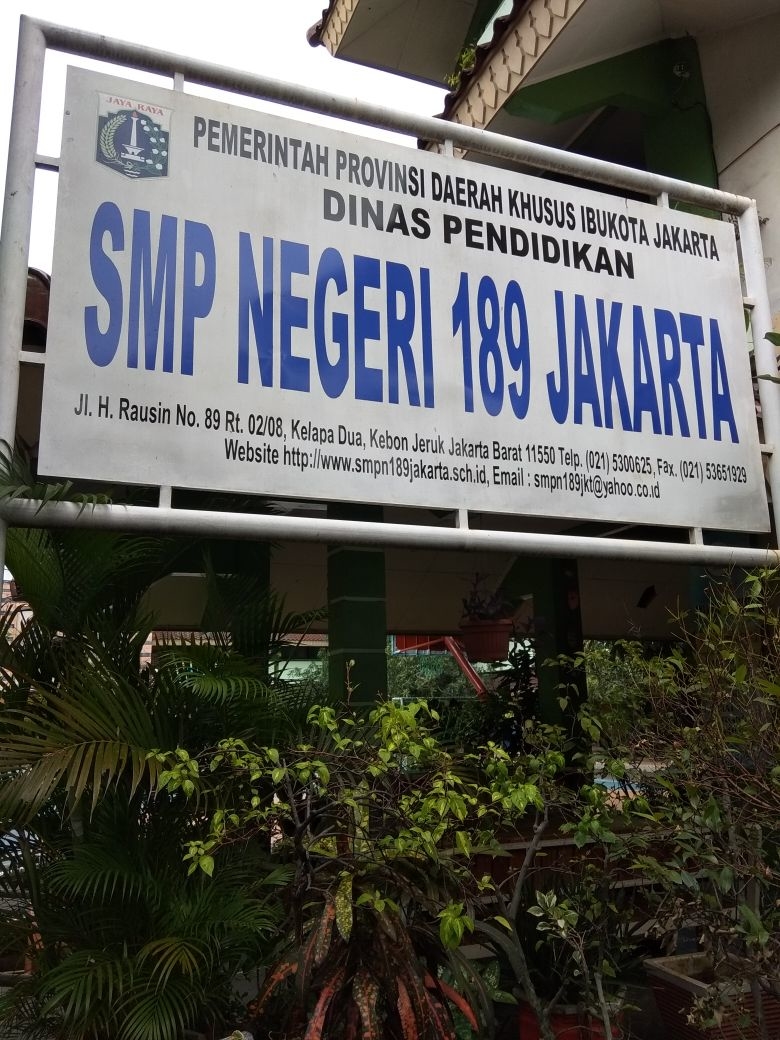 JAYA RAYA
PEMERINTAH PROVINSI DAERAH KHUSUS IBUKOTA JAKARTA
DINAS PENDIDIKAN
SMP NEGERI 189 JAKARTA
Jl. H. Rausin No. 89 Rt. 02/08, Kelapa Dua, Kebon Jeruk Jakarta Barat 11550 Telp. (021) 5300625, Fax. (021) 53651929
Website http://www.smpn189jakarta.sch.id, Email : smpn189jkt@yahoo.co.id